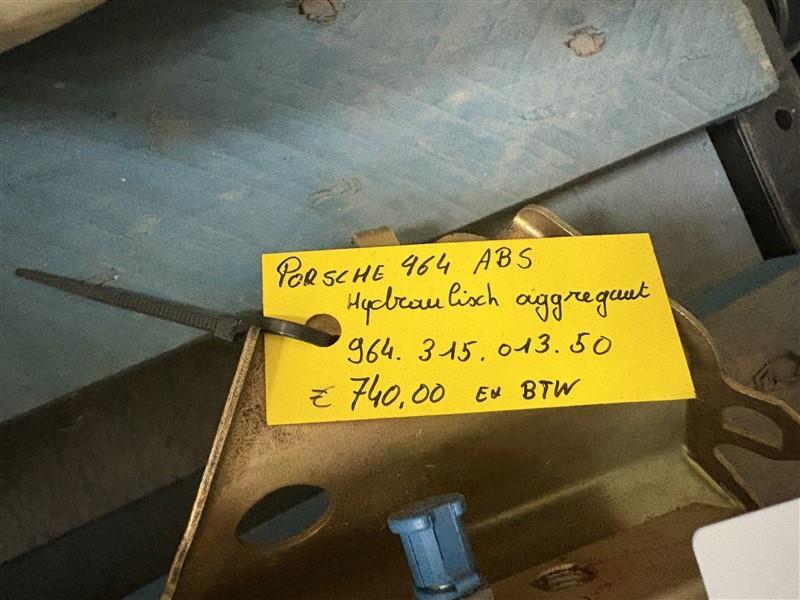 PORSCHE 964 ABS
Hydraulisch aggregaat
964. 315. 013. 50
€ 740,00 Ex BTW